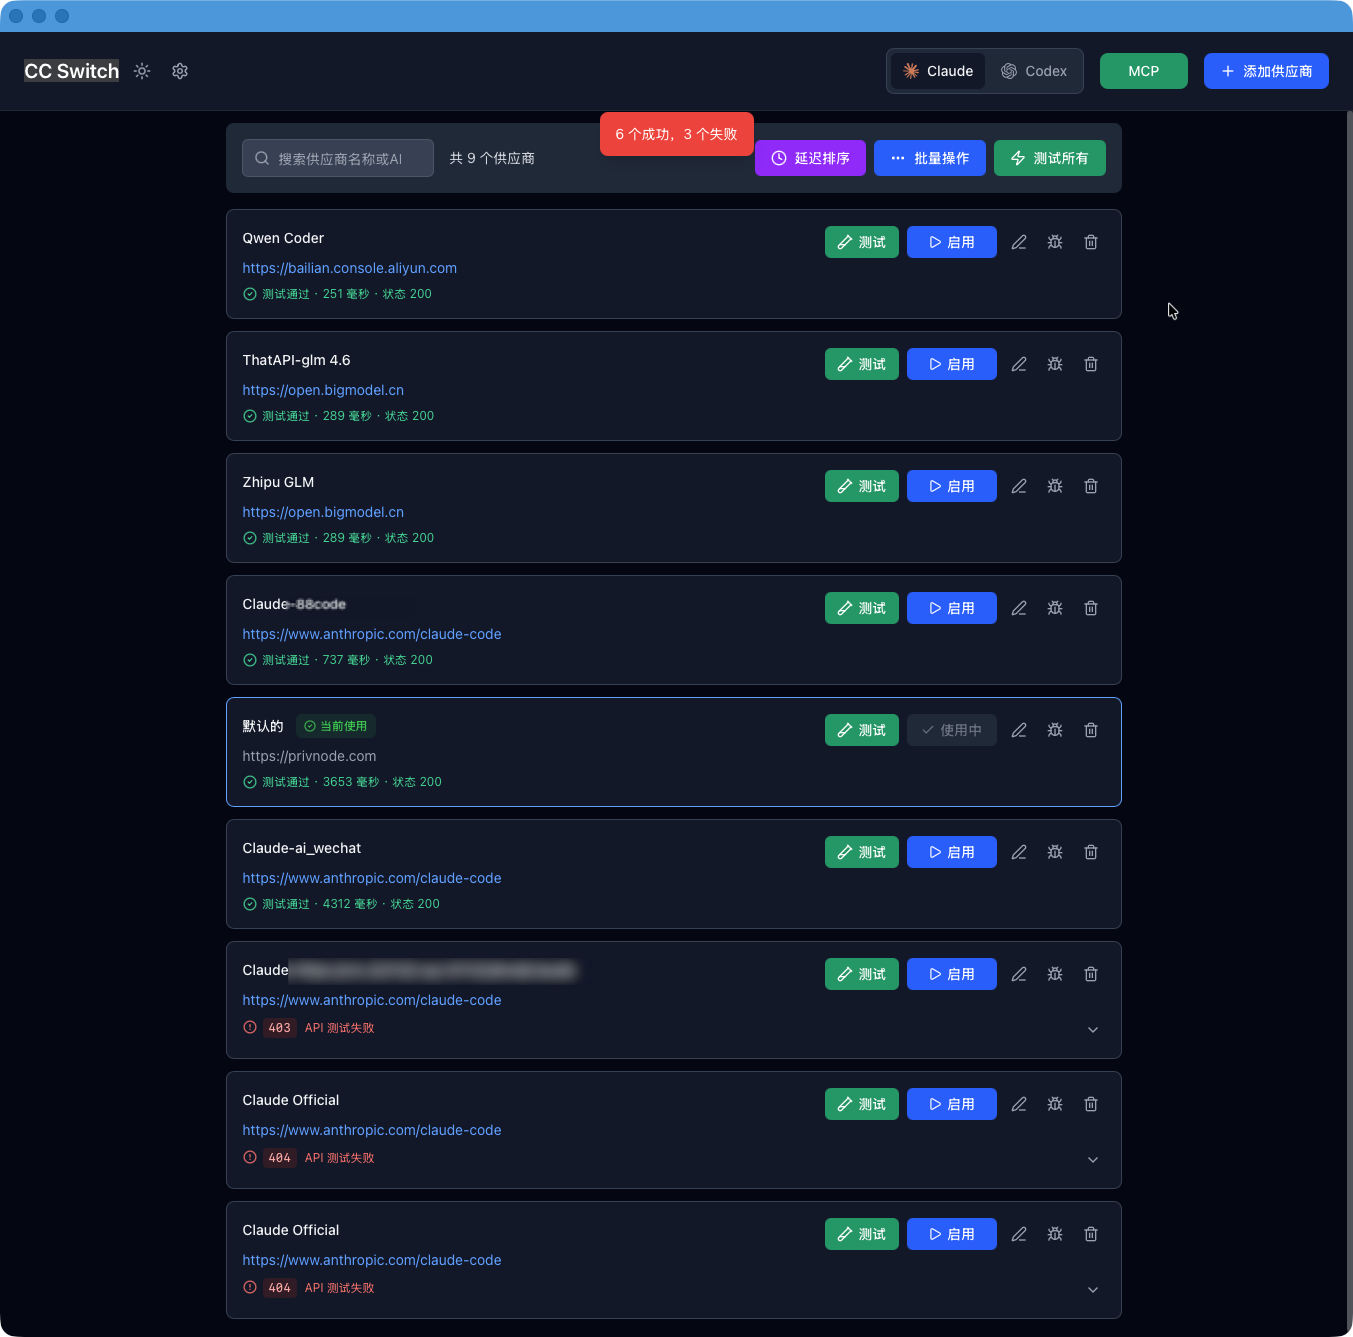 CC Switch
Claude
Codex
MCP
添加供应商
6 个成功，3 个失败
搜索供应商名称或AI
共 9 个供应商
延迟排序
批量操作
测试所有
Qwen Coder
测试
启用
https://bailian.console.aliyun.com
测试通过 · 251 毫秒 · 状态 200
ThatAPI-glm 4.6
测试
启用
https://open.bigmodel.cn
测试通过 · 289 毫秒 · 状态 200
Zhipu GLM
测试
启用
https://open.bigmodel.cn
测试通过 · 289 毫秒 · 状态 200
Claude-88code
测试
启用
https://www.anthropic.com/claude-code
测试通过 · 737 毫秒 · 状态 200
默认的
当前使用
测试
使用中
https://privnode.com
测试通过 · 3653 毫秒 · 状态 200
Claude-ai_wechat
测试
启用
https://www.anthropic.com/claude-code
测试通过 · 4312 毫秒 · 状态 200
Claude
测试
启用
https://www.anthropic.com/claude-code
403 API 测试失败
Claude Official
测试
启用
https://www.anthropic.com/claude-code
404 API 测试失败
Claude Official
测试
启用
https://www.anthropic.com/claude-code
404 API 测试失败